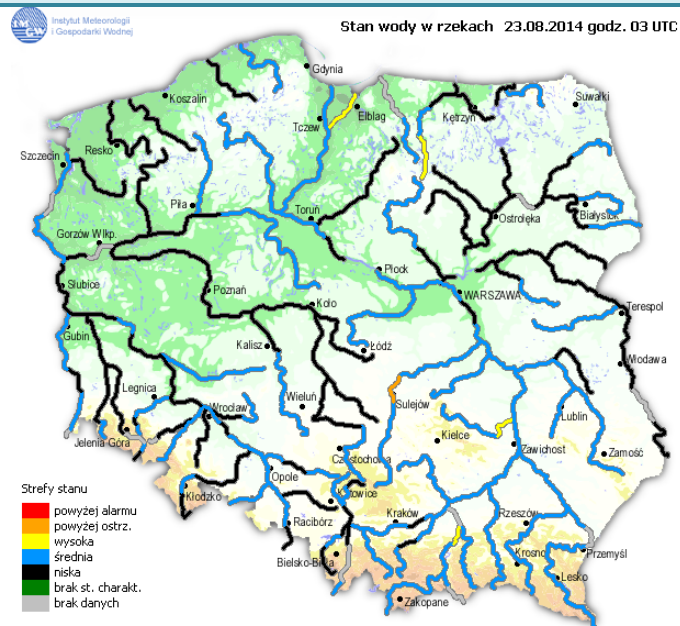 Instytut Meteorologii
i Gospodarki Wodnej
Stan wody w rzekach 23.08.2014 godz. 03 UTC
Gdynia
Koszalin
Suwałki
Elbląg
Kętrzyn
Tczew
Resko
Szczecin
Piła
Toruń
Ostrołęka
Białystok
Gorzów Wlkp.
Płock
Słubice
Poznań
WARSZAWA
Koło
Terespol
Gubin
Kalisz
Łódź
Włodawa
Legnica
Wieluń
Sulejów
Wrocław
Lublin
Jelenia-Góra
Kielce
Zawichost
Częstochowa
Zamość
Opole
Strefy stanu
Kłodzko
Katowice
powyżej alarmu
Kraków
Rzeszów
powyżej ostrz.
Racibórz
wysoka
Przemyśl
średnia
Bielsko-Biała
Krosno
niska
Lesko
brak st. charakt.
Zakopane
brak danych